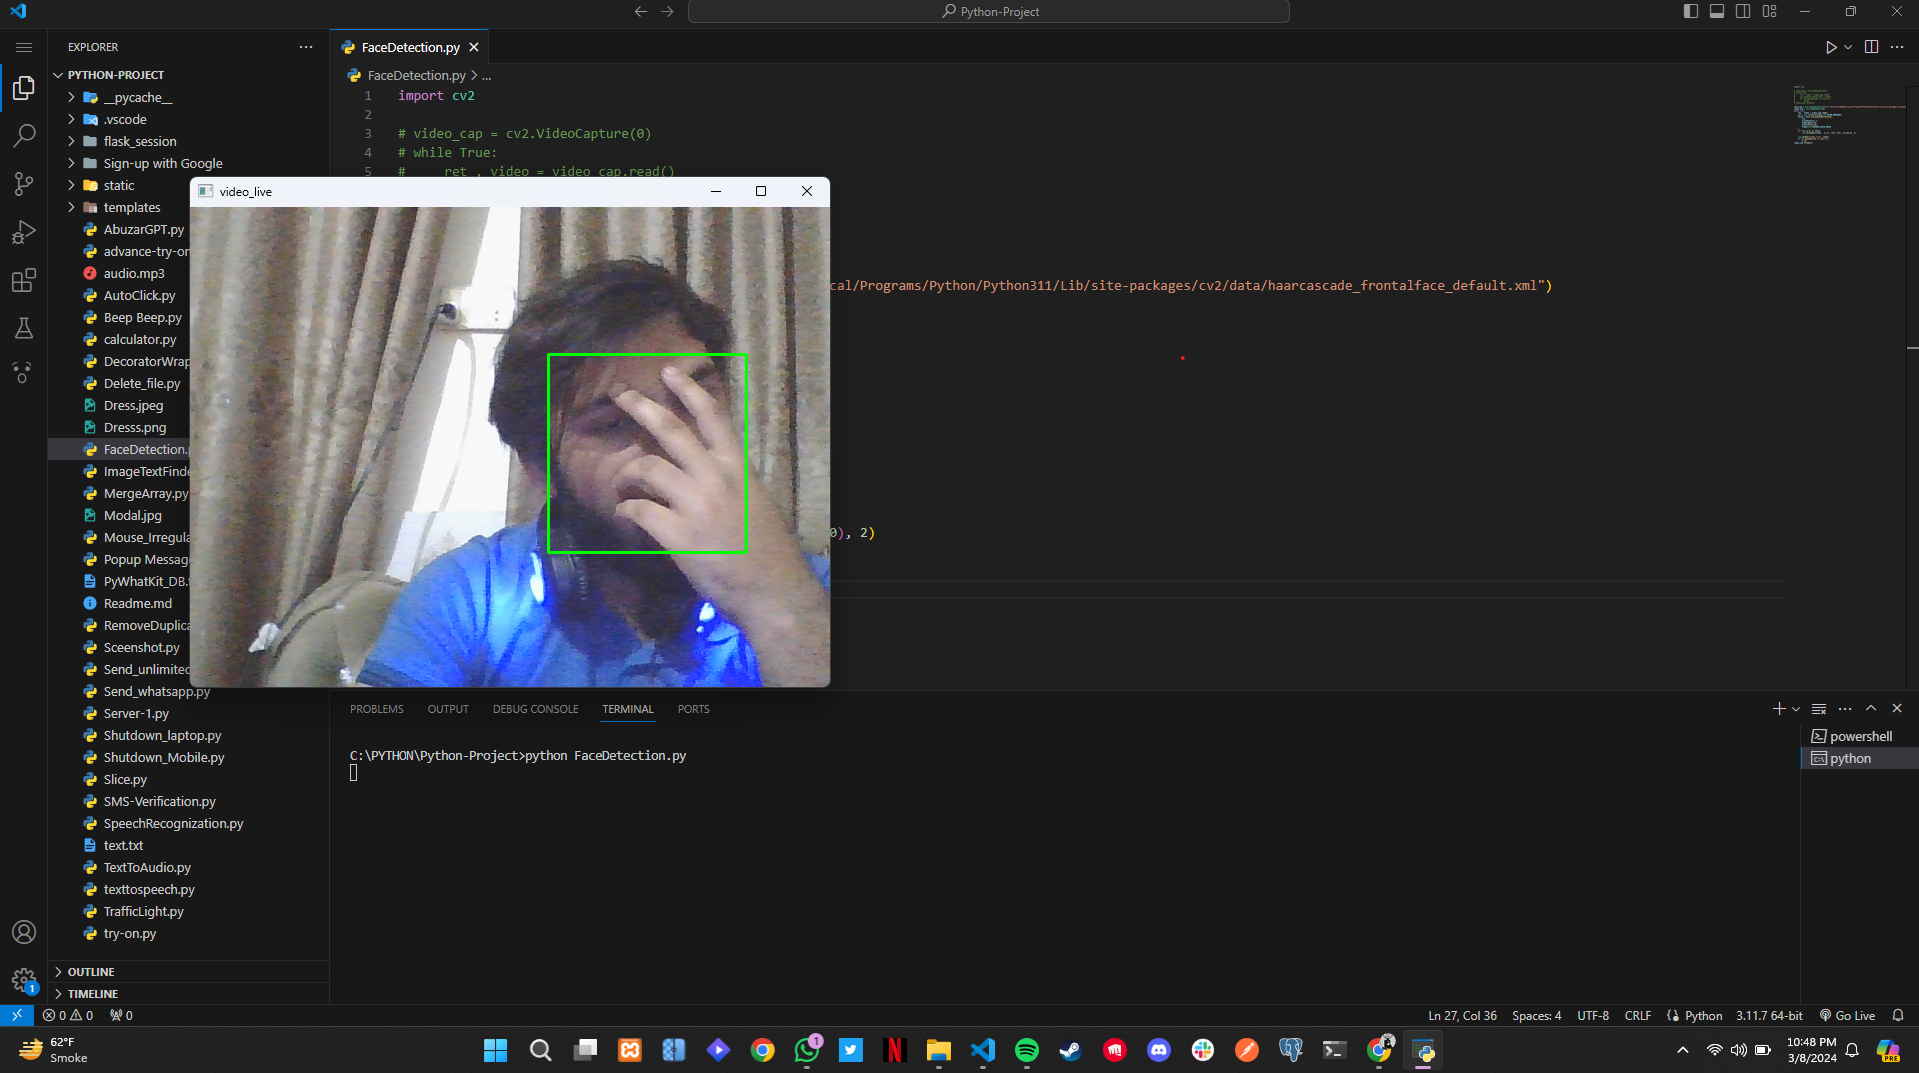 Python-Project
EXPLORER
FaceDetection.py
PYTHON-PROJECT
FaceDetection.py > ...
__pycache__
.vscode
flask_session
Sign-up with Google
static
templates
AbuzarGPT.py
advance-try-on
audio.mp3
AutoClick.py
Beep Beep.py
calculator.py
DecoratorWrap
Delete_file.py
Dress.jpeg
Dresss.png
FaceDetection.p
ImageTextFinde
MergeArray.py
Modal.jpg
Mouse_Irregula
Popup Message
PyWhatKit_DB.t
Readme.md
RemoveDuplica
Sceenshot.py
Send_unlimited
Send_whatsapp.py
Server-1.py
Shutdown_laptop.py
Shutdown_Mobile.py
Slice.py
SMS-Verification.py
SpeechRecognization.py
text.txt
TextToAudio.py
texttospeech.py
TrafficLight.py
try-on.py
OUTLINE
TIMELINE
1 import cv2
2
3 # video_cap = cv2.VideoCapture(0)
4 # while True:
5 #     ret , video = video_cap.read()
video_live
cal/Programs/Python/Python311/Lib/site-packages/cv2/data/haarcascade_frontalface_default.xml")
0), 2)
PROBLEMS OUTPUT DEBUG CONSOLE TERMINAL PORTS
C:\PYTHON\Python-Project>python FaceDetection.py
powershell
python
1
0 0 0
Ln 27, Col 36 Spaces: 4 UTF-8 CRLF Python 3.11.7 64-bit Go Live
62°F
Smoke
1
10:48 PM
3/8/2024
PRE